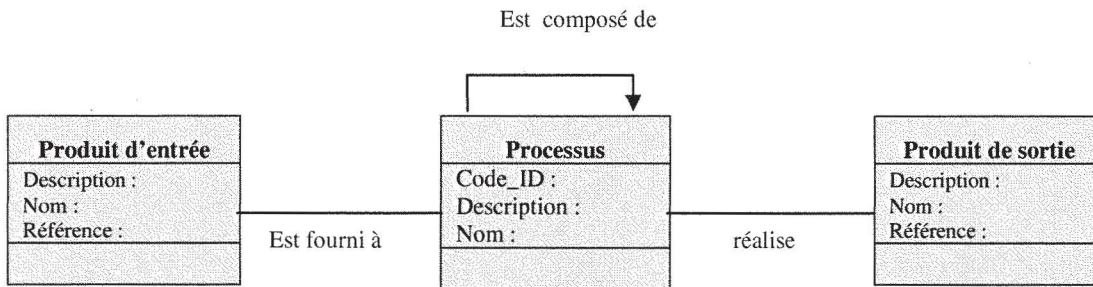 Est composé de
Produit d'entrée
Description :
Nom :
Référence :
Est fourni à
Processus
Code_ID :
Description :
Nom :
réalise
Produit de sortie
Description :
Nom :
Référence :